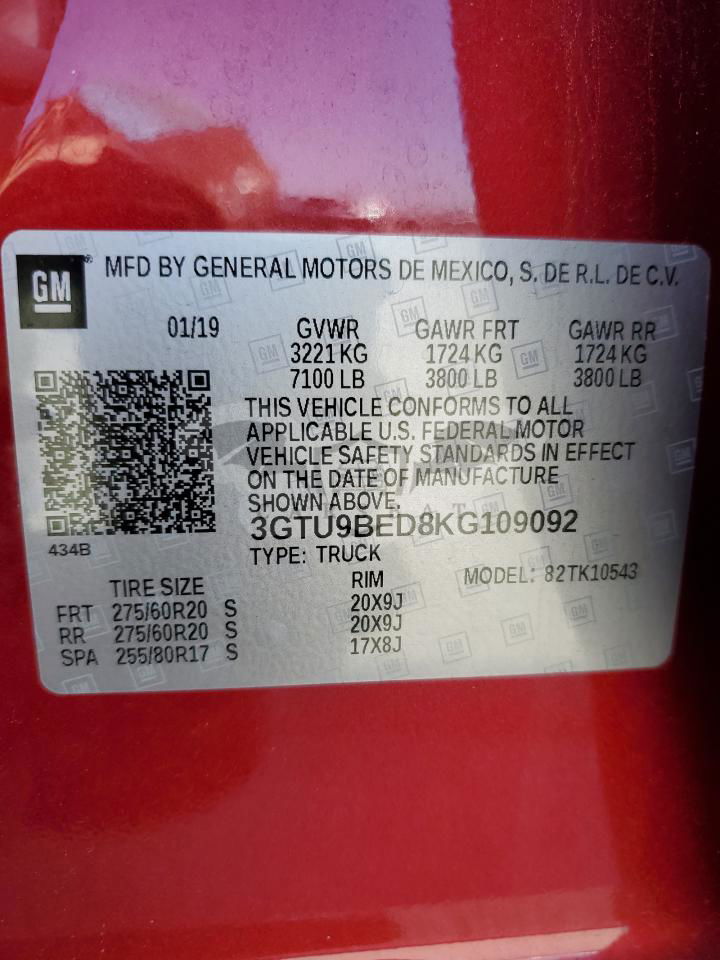 GM ® MFD BY GENERAL MOTORS DE MEXICO, S. DE R.L. DE C.V.
01/19 GVWR GAWR FRT GAWR RR
3221 KG 1724 KG 1724 KG
7100 LB 3800 LB 3800 LB
THIS VEHICLE CONFORMS TO ALL
APPLICABLE U.S. FEDERAL MOTOR
VEHICLE SAFETY STANDARDS IN EFFECT
ON THE DATE OF MANUFACTURE
SHOWN ABOVE.
3GTU9BED8KG109092
434B
TYPE: TRUCK
TIRE SIZE RIM MODEL: 82TK10543
FRT 275/60R20 S 20X9J
RR 275/60R20 S 20X9J
SPA 255/80R17 S 17X8J